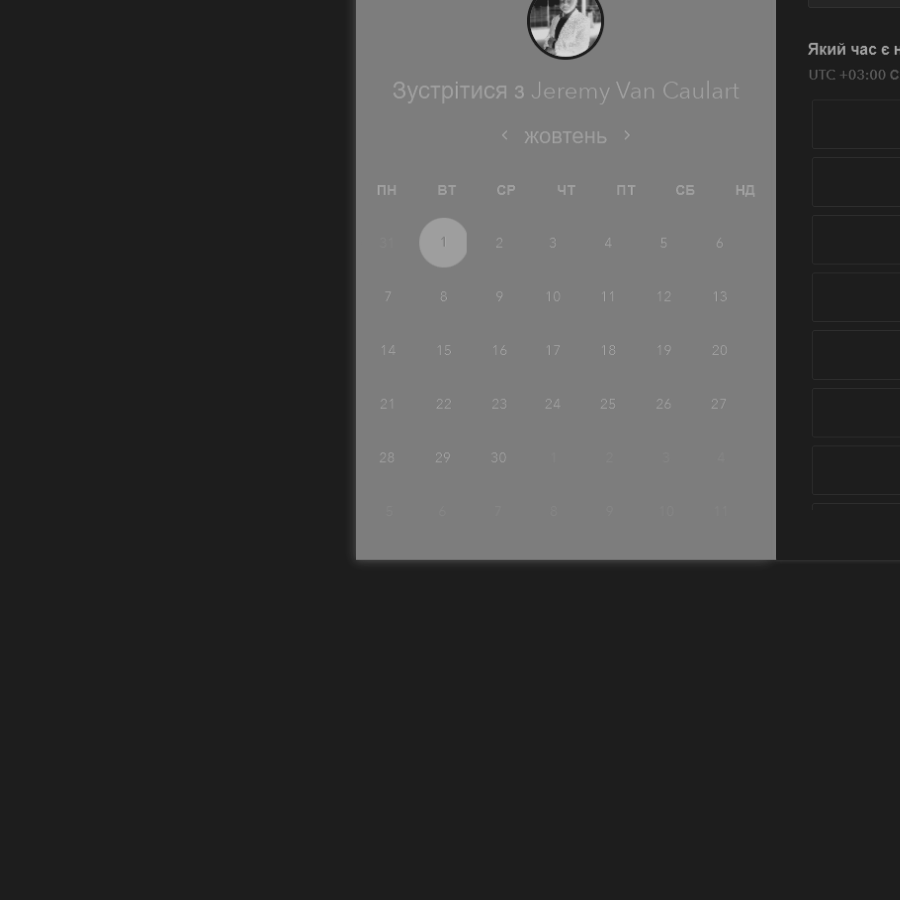 Зустрітися з Jeremy Van Caulart
жовтень
ПН ВТ СР ЧТ ПТ СБ НД
31 1 2 3 4 5 6
7 8 9 10 11 12 13
14 15 16 17 18 19 20
21 22 23 24 25 26 27
28 29 30 1 2 3 4
5 6 7 8 9 10 11
Який час є
UTC +03:00